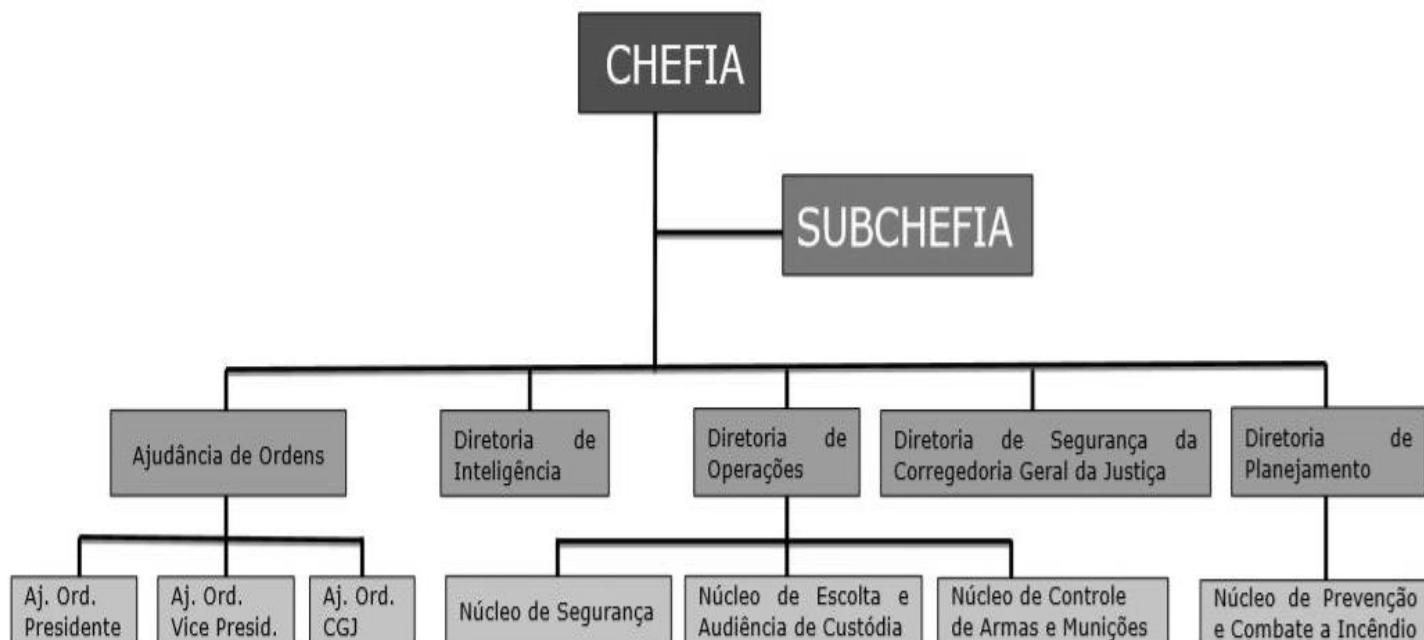 CHEFIA
SUBCHEFIA
Ajudância de Ordens
Diretoria de
Inteligência
Diretoria de
Operações
Diretoria de Segurança da
Corregedoria Geral da Justiça
Diretoria de
Planejamento
Aj. Ord.
Presidente
Aj. Ord.
Vice Presid.
Aj. Ord.
CGJ
Núcleo de Segurança
Núcleo de Escolta e
Audiência de Custódia
Núcleo de Controle
de Armas e Munições
Núcleo de Prevenção
e Combate a Incêndio